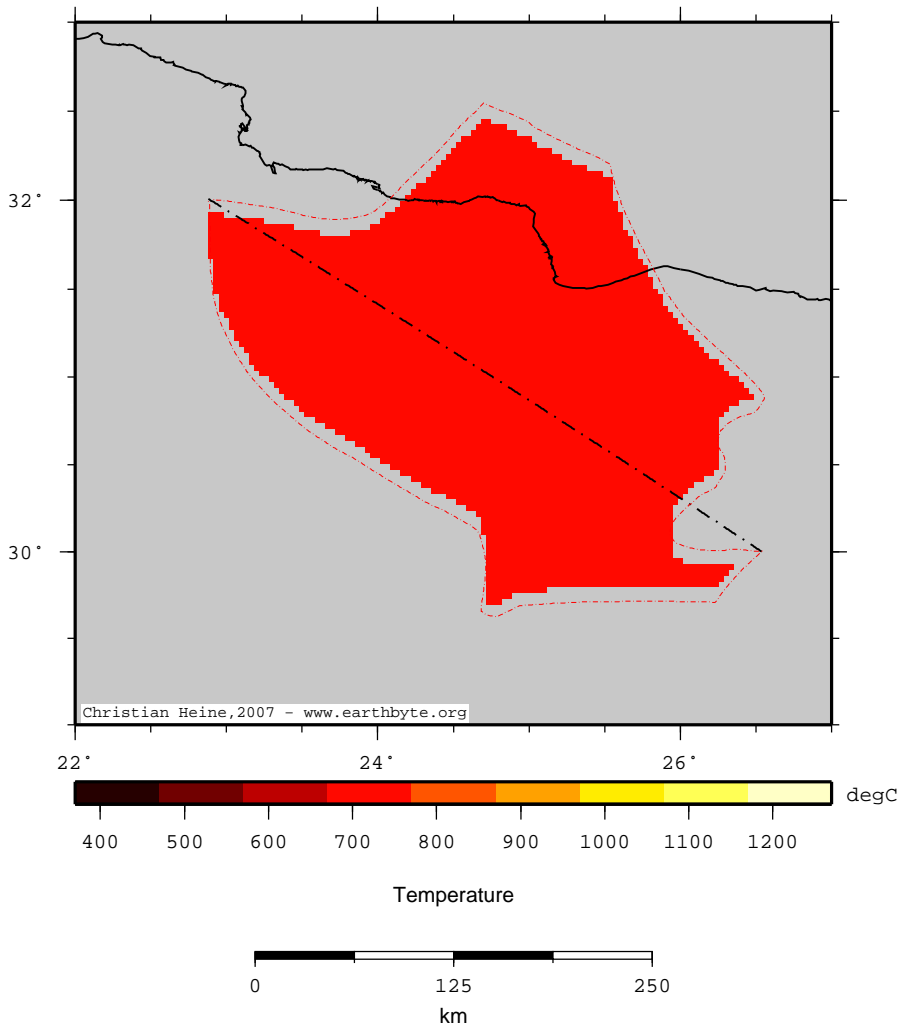 32°
30°
Christian Heine,2007 - www.earthbyte.org
22° 24° 26°
degC
400 500 600 700 800 900 1000 1100 1200
Temperature
0 125 250
km